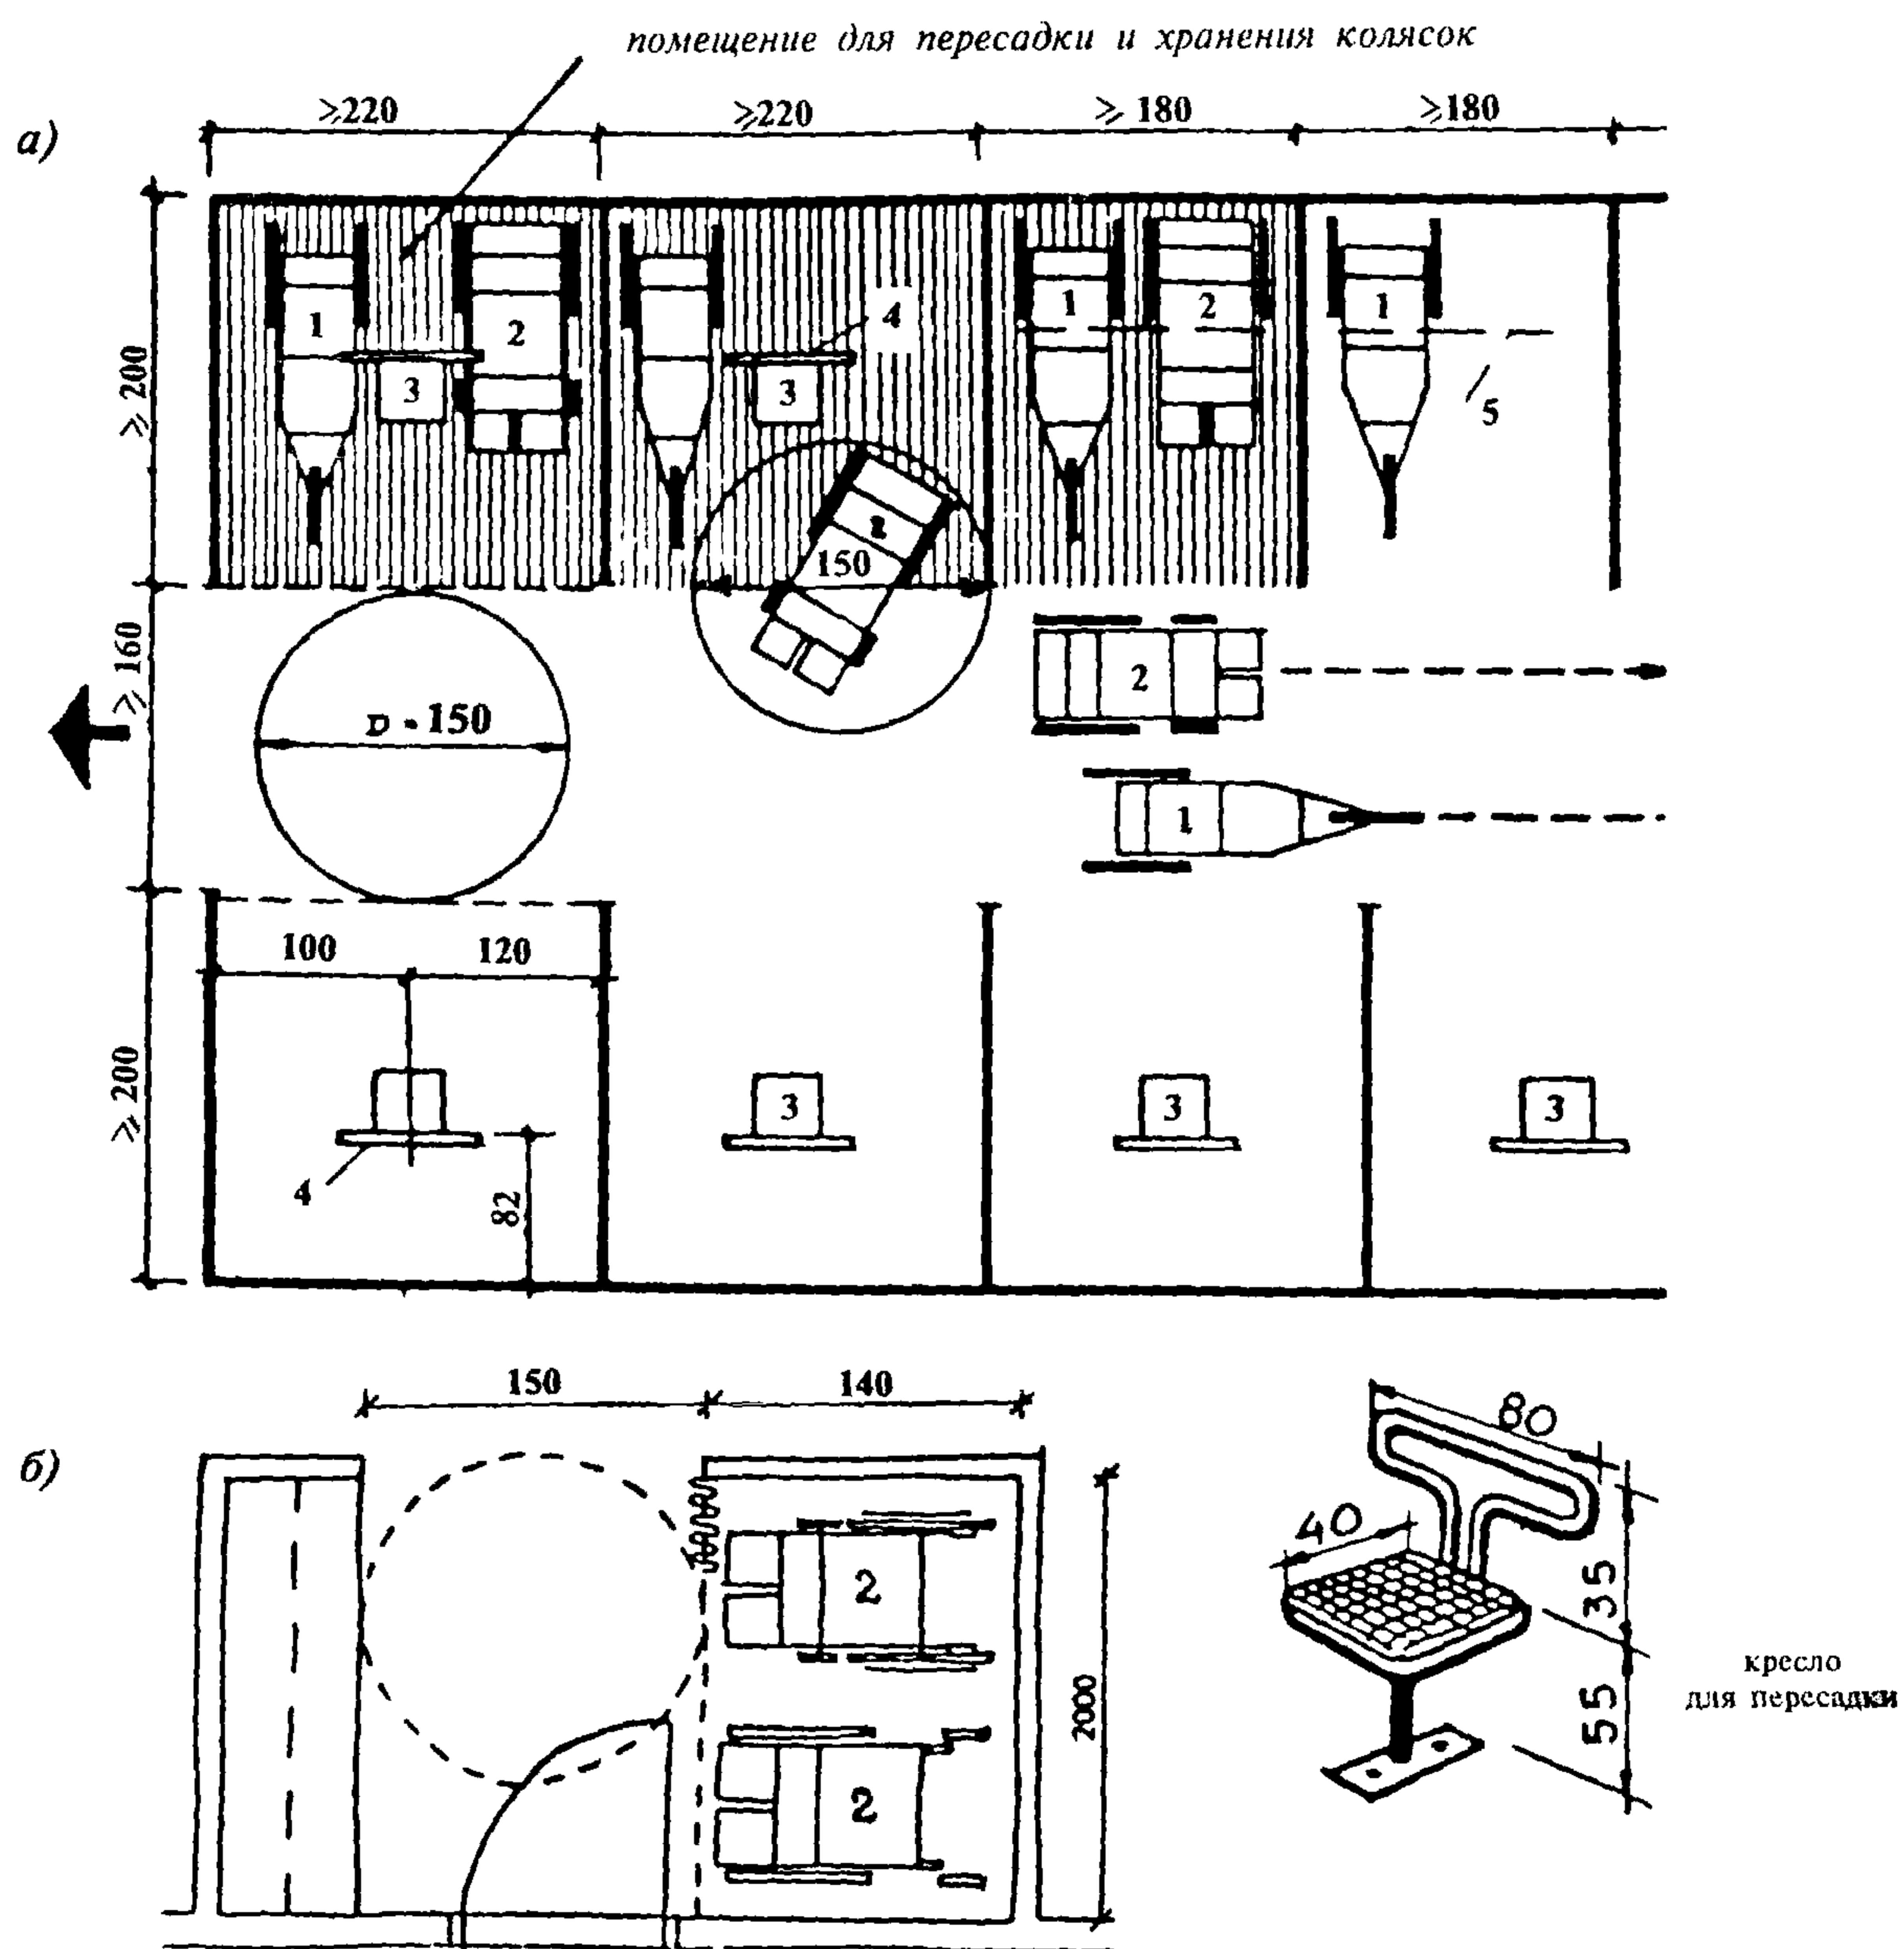 помещение для пересадки и хранения колясок
а)
≥220 ≥220 ≥ 180 ≥180
≥ 200
1 2 4 1 2 1
3 3 5
2
150
≥ 160
2
D - 150
1
100 120
≥ 200
3 3 3
4
82
150 140
б)
80
40
2
35
кресло
для пересадки
2000
55
2